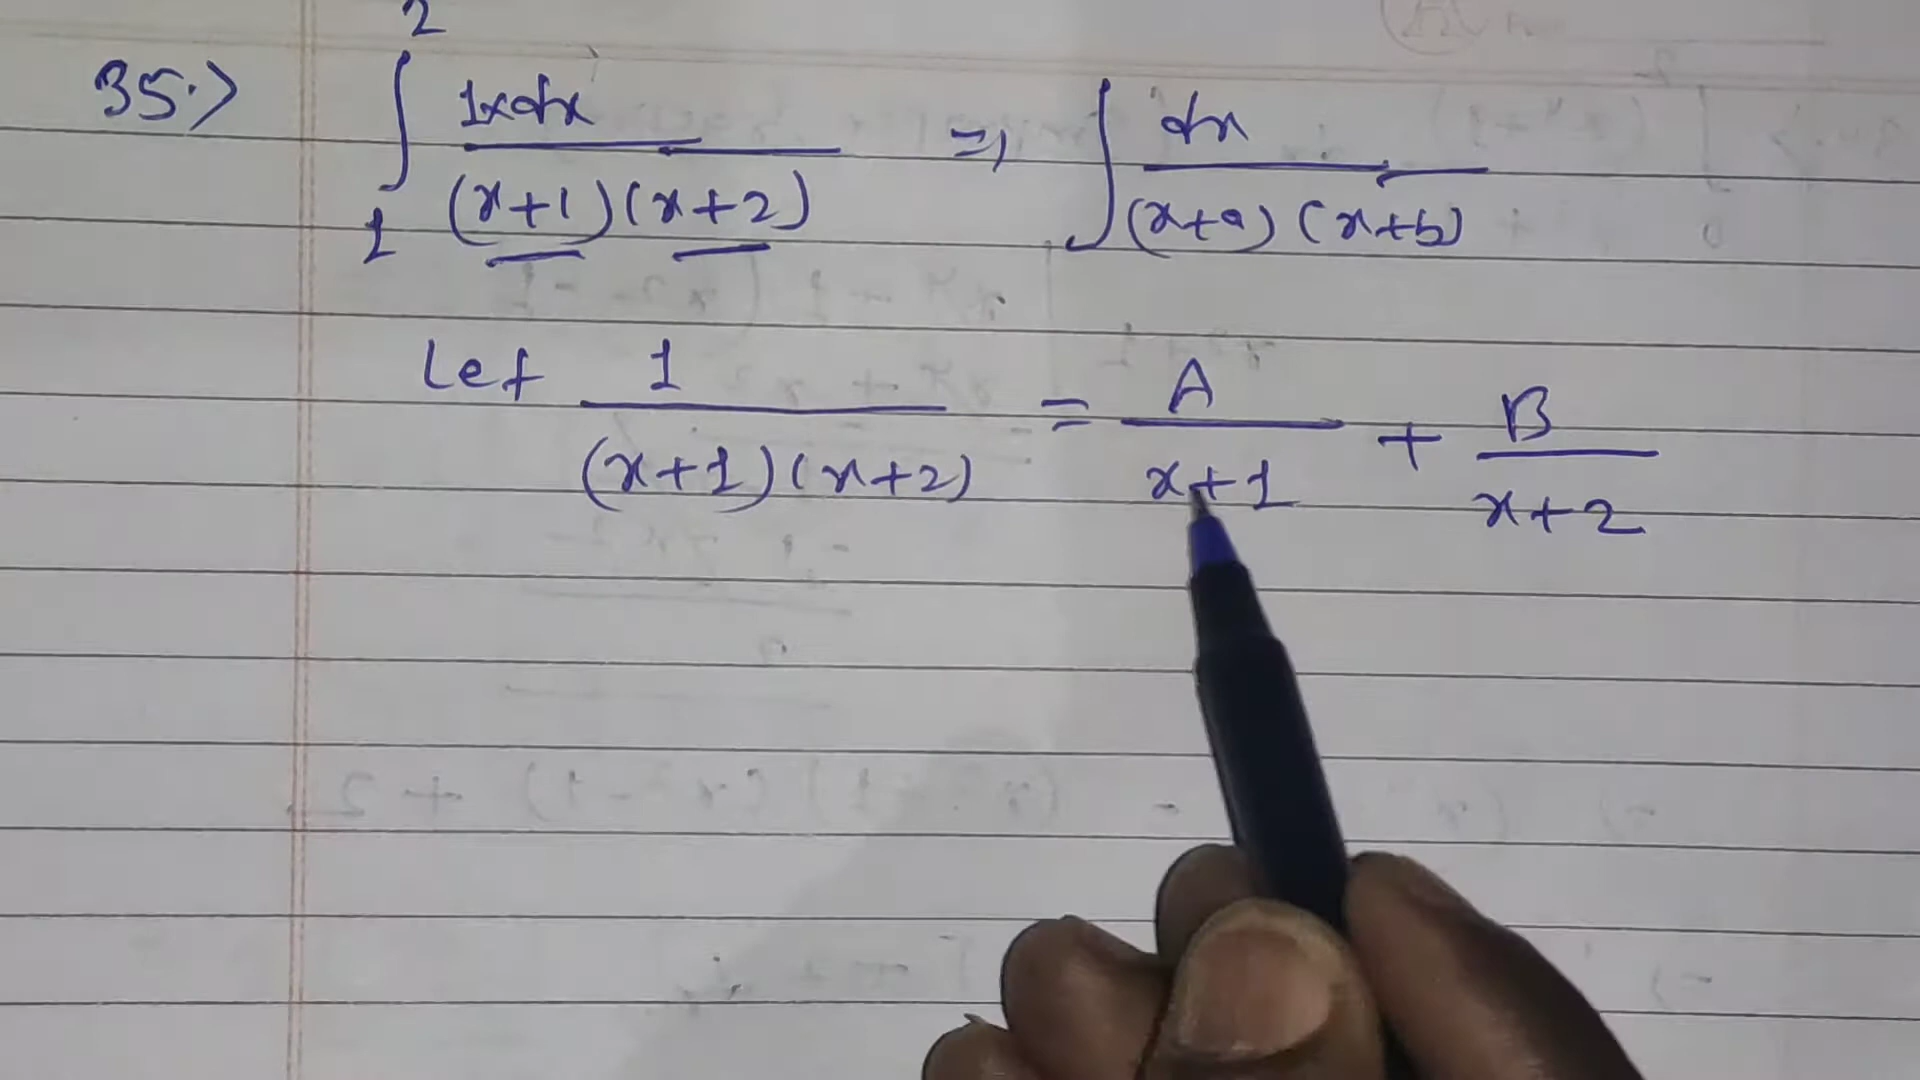 35.> ∫₁² 1×dx/(x+1)(x+2) => ∫ dx/(x+a)(x+b)
Let 1/(x+1)(x+2) = A/x+1 + B/x+2